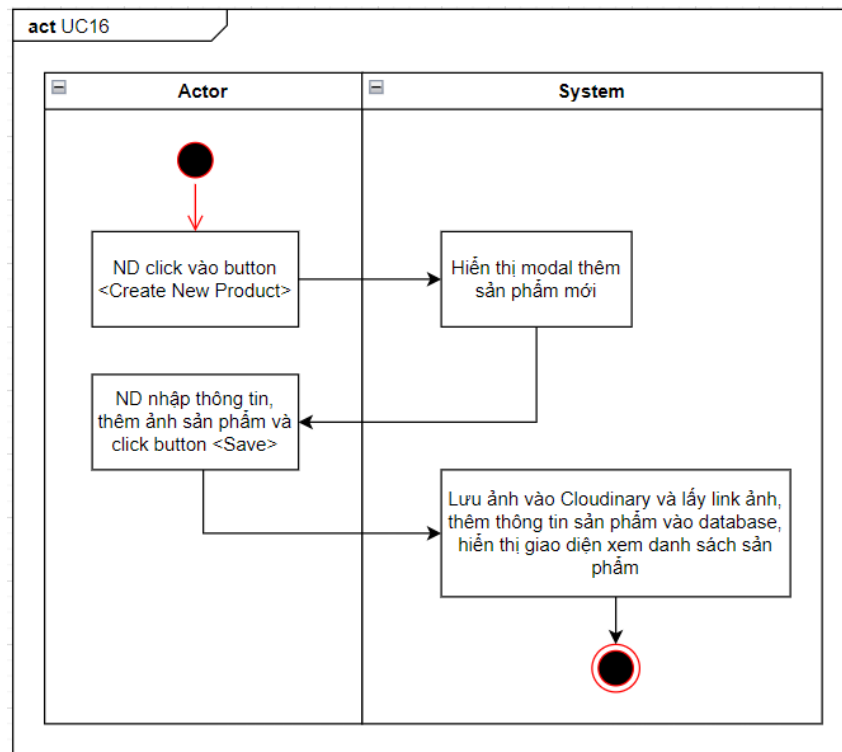 act UC16
Actor
System
ND click vào button
<Create New Product>
Hiển thị modal thêm
sản phẩm mới
ND nhập thông tin,
thêm ảnh sản phẩm và
click button <Save>
Lưu ảnh vào Cloudinary và lấy link ảnh,
thêm thông tin sản phẩm vào database,
hiển thị giao diện xem danh sách sản
phẩm